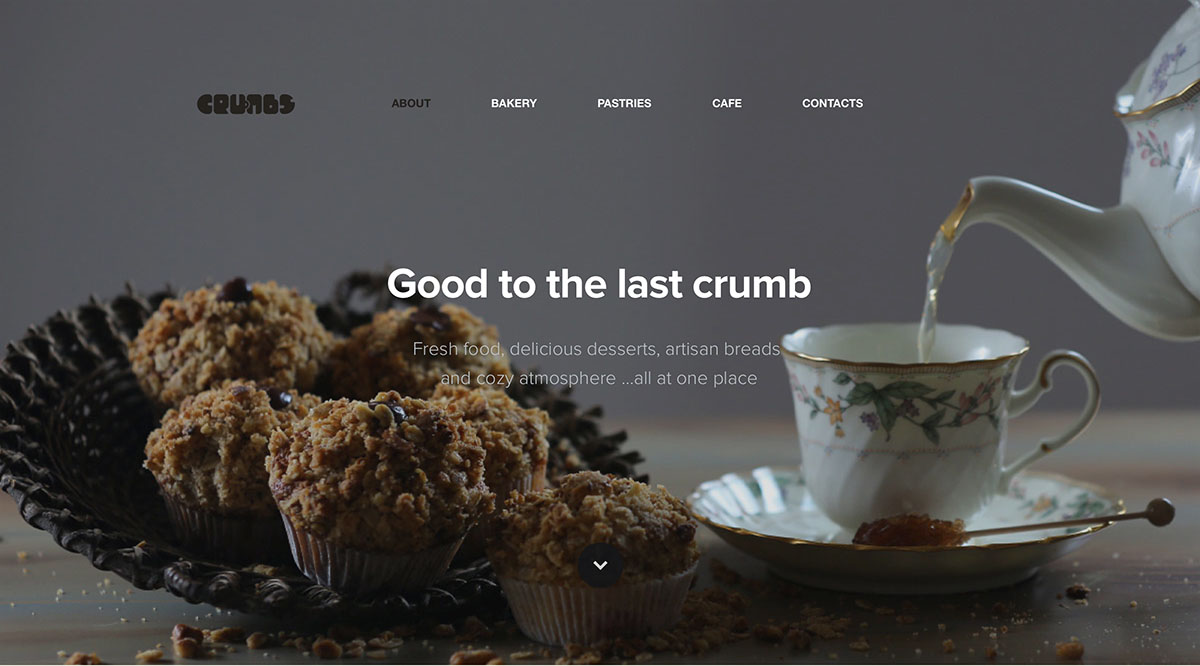 CRUMBS
ABOUT BAKERY PASTRIES CAFE CONTACTS
Good to the last crumb
Fresh food, delicious desserts, artisan breads
and cozy atmosphere ...all at one place